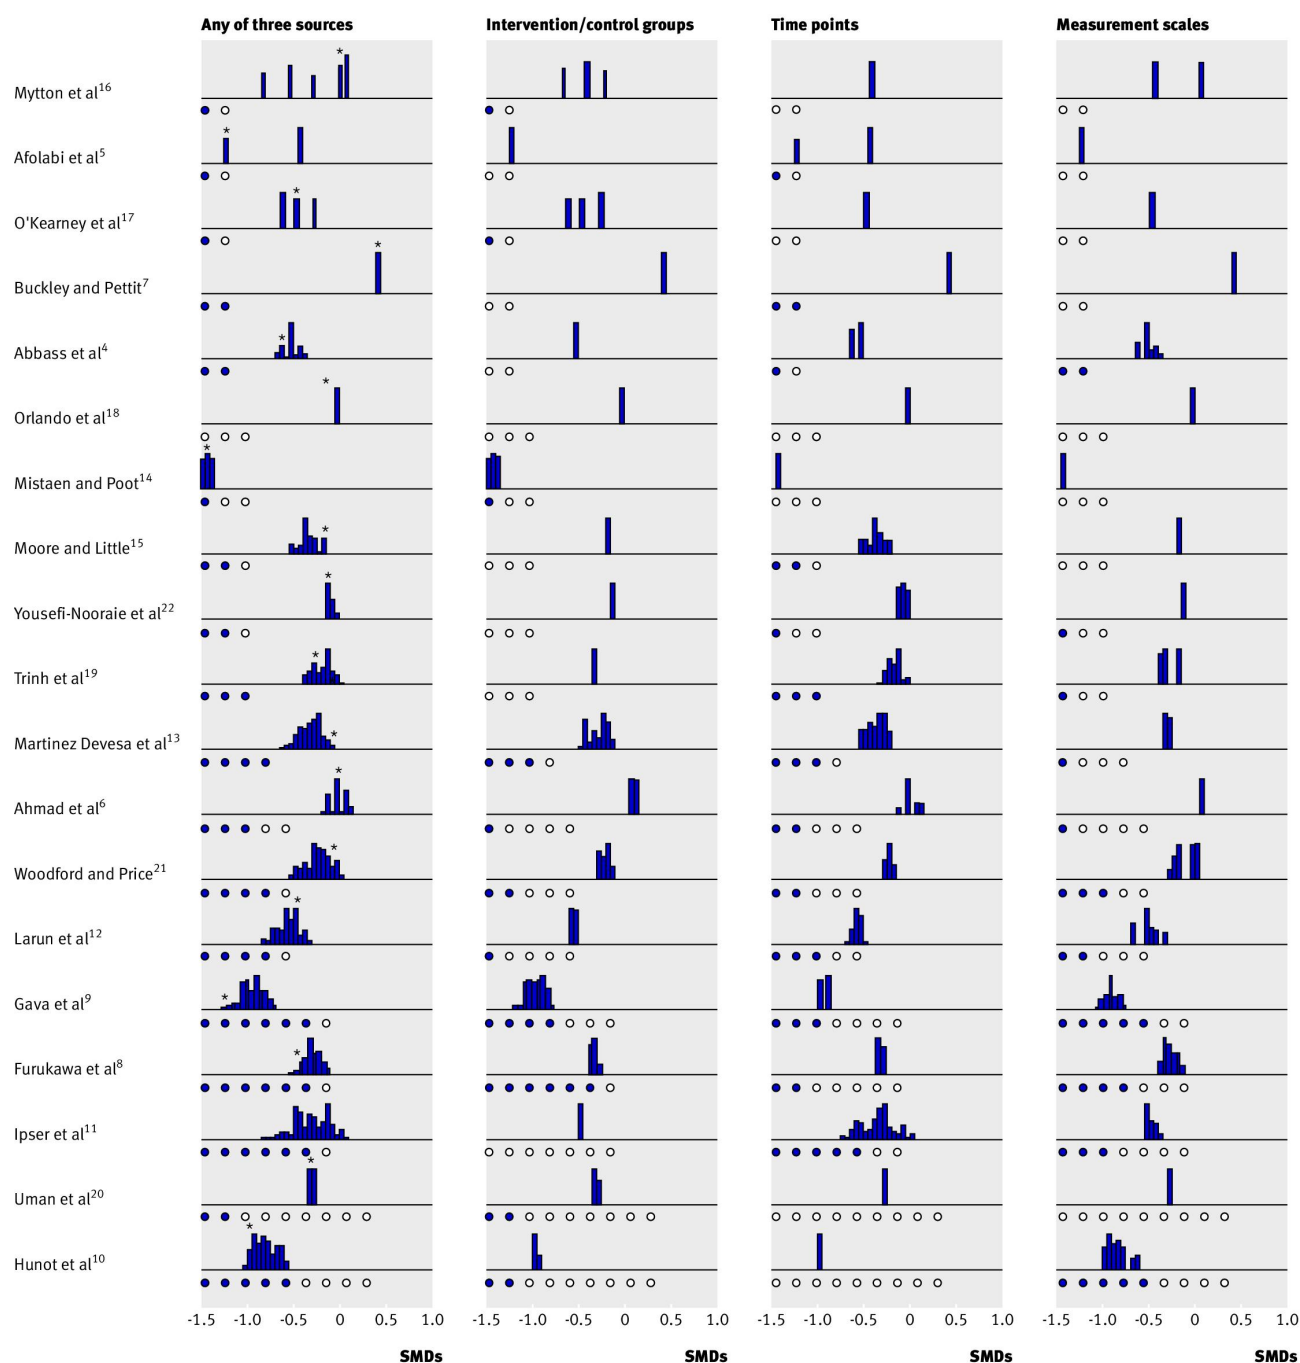 Any of three sources Intervention/control groups Time points Measurement scales
Mytton et al16
Afolabi et al5
O'Kearney et al17
Buckley and Pettit7
Abbass et al4
Orlando et al18
Mistaen and Poot14
Moore and Little15
Yousefi-Nooraie et al22
Trinh et al19
Martinez Devesa et al13
Ahmad et al6
Woodford and Price21
Larun et al12
Gava et al9
Furukawa et al8
Ipser et al11
Uman et al20
Hunot et al10
-1.5 -1.0 -0.5 0 0.5 1.0 -1.5 -1.0 -0.5 0 0.5 1.0 -1.5 -1.0 -0.5 0 0.5 1.0 -1.5 -1.0 -0.5 0 0.5 1.0
SMDs SMDs SMDs SMDs